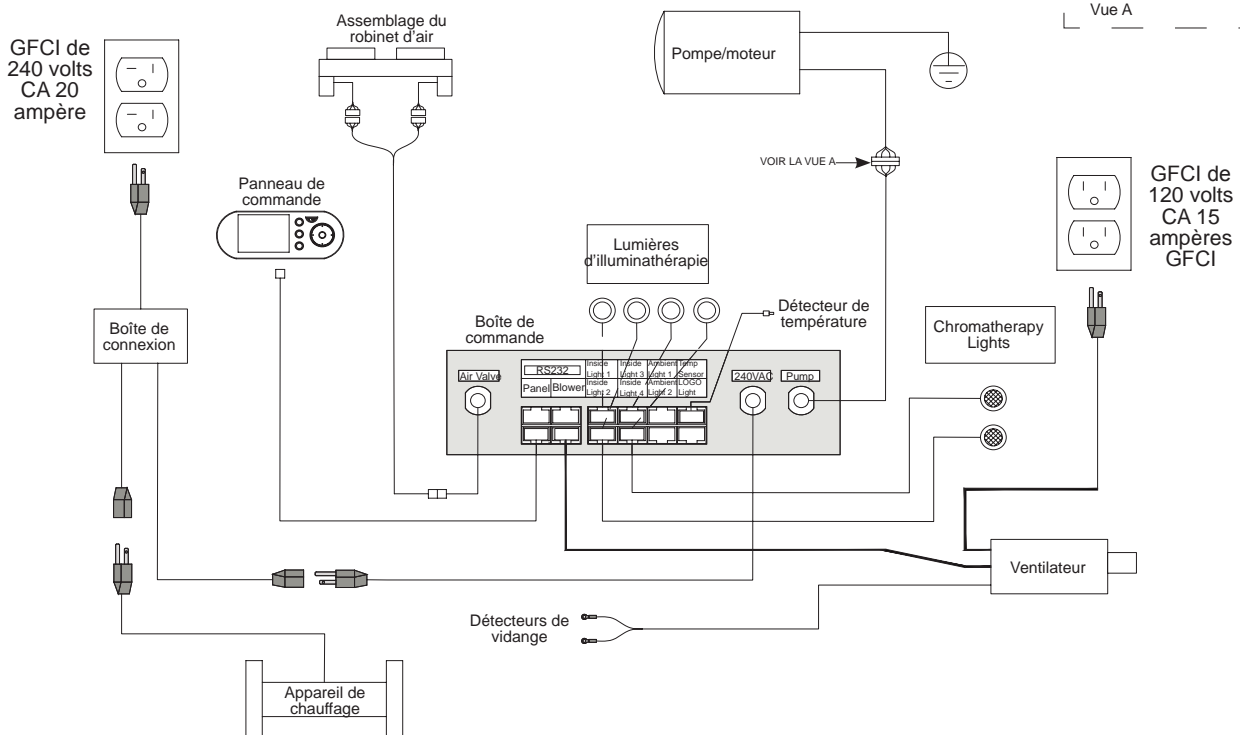 Vue A
GFCI de
240 volts
CA 20
ampère
Assemblage du
robinet d'air
Pompe/moteur
VOIR LA VUE A
GFCI de
120 volts
CA 15
ampères
GFCI
Panneau de
commande
Lumières
d'illuminathérapie
Détecteur de
température
Boîte de
connexion
Boîte de
commande
Chromatherapy
Lights
Air Valve
RS232
Panel
Blower
Inside
Light 1
Inside
Light 3
Ambient
Light 1
Temp
Sensor
Inside
Light 2
Inside
Light 4
Ambient
Light 2
LOGO
Light
240VAC
Pump
Ventilateur
Détecteurs de
vidange
Appareil de
chauffage